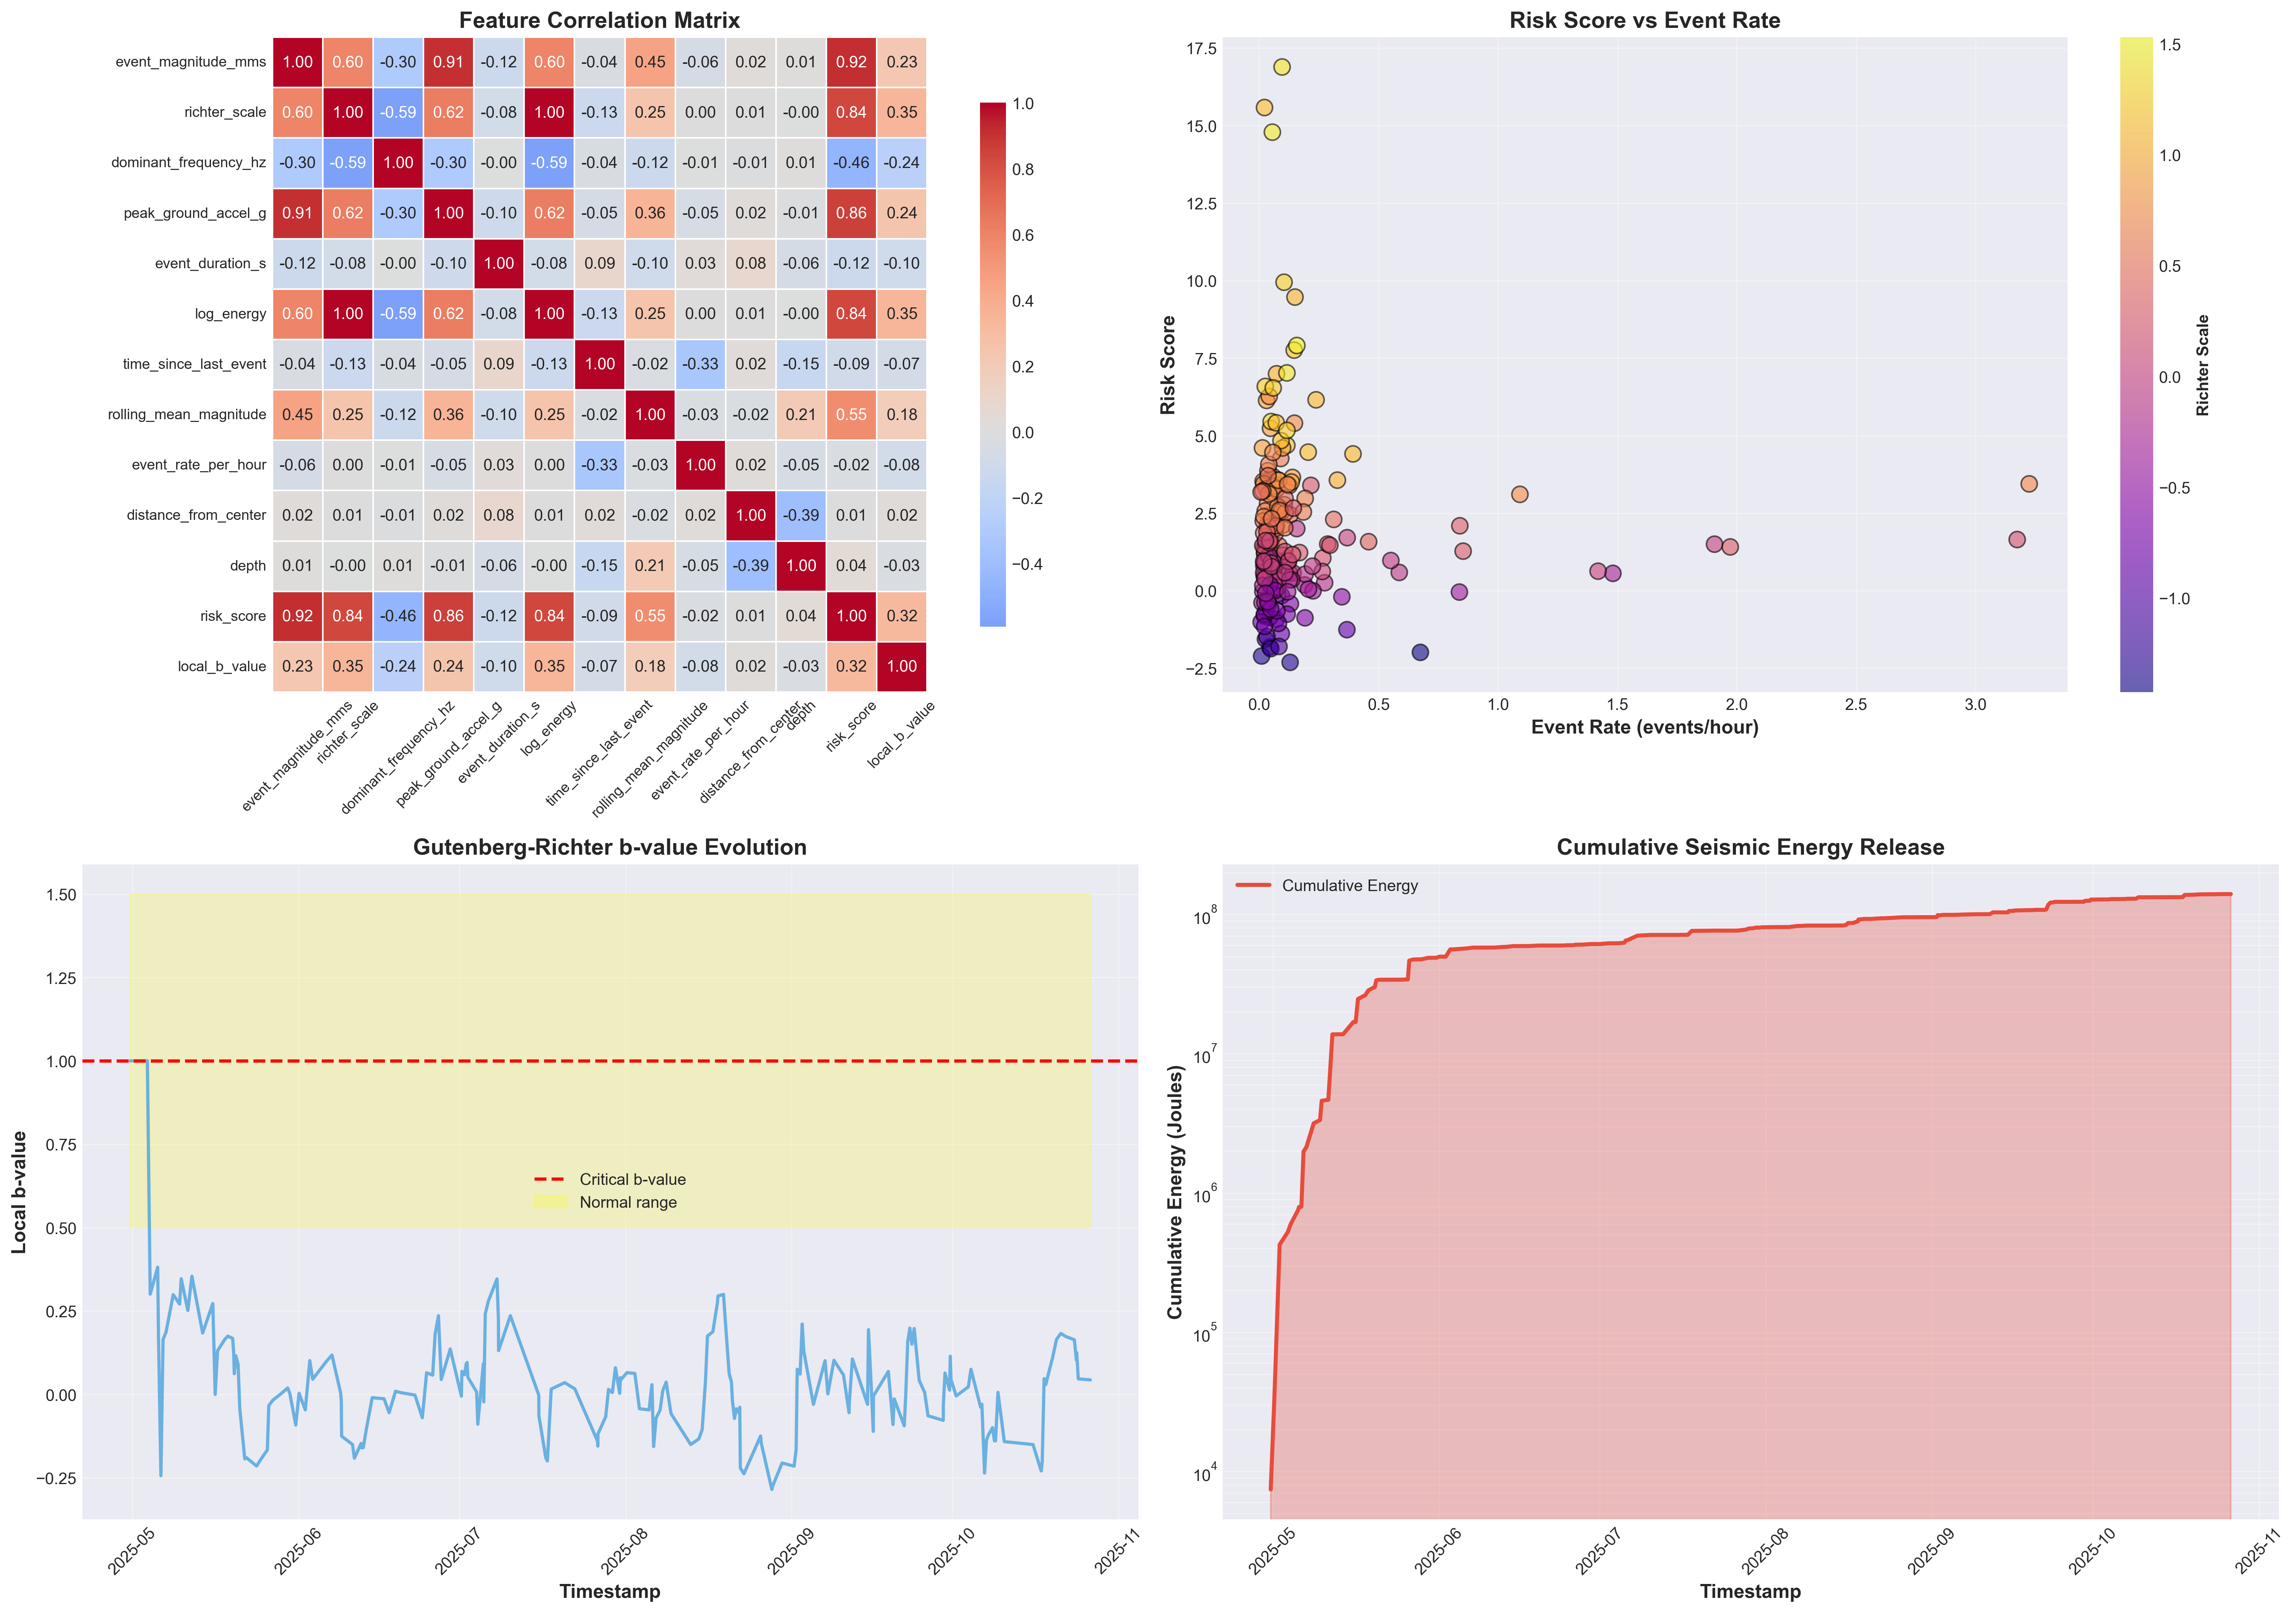 Feature Correlation Matrix
event_magnitude_mms 1.00 0.60 -0.30 0.91 -0.12 0.60 -0.04 0.45 -0.06 0.02 0.01 0.92 0.23
richter_scale 0.60 1.00 -0.59 0.62 -0.08 1.00 -0.13 0.25 0.00 0.01 -0.00 0.84 0.35
dominant_frequency_hz -0.30 -0.59 1.00 -0.30 -0.00 -0.59 -0.04 -0.12 -0.01 -0.01 0.01 -0.46 -0.24
peak_ground_accel_g 0.91 0.62 -0.30 1.00 -0.10 0.62 -0.05 0.36 -0.05 0.02 -0.01 0.86 0.24
event_duration_s -0.12 -0.08 -0.00 -0.10 1.00 -0.08 0.09 -0.10 0.03 0.08 -0.06 -0.12 -0.10
log_energy 0.60 1.00 -0.59 0.62 -0.08 1.00 -0.13 0.25 0.00 0.01 -0.00 0.84 0.35
time_since_last_event -0.04 -0.13 -0.04 -0.05 0.09 -0.13 1.00 -0.02 -0.33 0.02 -0.15 -0.09 -0.07
rolling_mean_magnitude 0.45 0.25 -0.12 0.36 -0.10 0.25 -0.02 1.00 -0.03 -0.02 0.21 0.55 0.18
event_rate_per_hour -0.06 0.00 -0.01 -0.05 0.03 0.00 -0.33 -0.03 1.00 0.02 -0.05 -0.02 -0.08
distance_from_center 0.02 0.01 -0.01 0.02 0.08 0.01 0.02 -0.02 0.02 1.00 -0.39 0.01 0.02
depth 0.01 -0.00 0.01 -0.01 -0.06 -0.00 -0.15 0.21 -0.05 -0.39 1.00 0.04 -0.03
risk_score 0.92 0.84 -0.46 0.86 -0.12 0.84 -0.09 0.55 -0.02 0.01 0.04 1.00 0.32
local_b_value 0.23 0.35 -0.24 0.24 -0.10 0.35 -0.07 0.18 -0.08 0.02 -0.03 0.32 1.00
event_magnitude_mms
richter_scale
dominant_frequency_hz
peak_ground_accel_g
event_duration_s
log_energy
time_since_last_event
rolling_mean_magnitude
event_rate_per_hour
distance_from_center
depth
risk_score
local_b_value
1.0
0.8
0.6
0.4
0.2
0.0
−0.2
−0.4
Risk Score vs Event Rate
Risk Score
17.5
15.0
12.5
10.0
7.5
5.0
2.5
0.0
−2.5
0.0 0.5 1.0 1.5 2.0 2.5 3.0
Event Rate (events/hour)
1.5
1.0
0.5
0.0
−0.5
−1.0
Richter Scale
Gutenberg-Richter b-value Evolution
Local b-value
1.50
1.25
1.00
0.75
0.50
0.25
0.00
−0.25
Critical b-value
Normal range
2025-05 2025-06 2025-07 2025-08 2025-09 2025-10 2025-11
Timestamp
Cumulative Seismic Energy Release
Cumulative Energy
Cumulative Energy (Joules)
10^8
10^7
10^6
10^5
10^4
2025-05 2025-06 2025-07 2025-08 2025-09 2025-10 2025-11
Timestamp